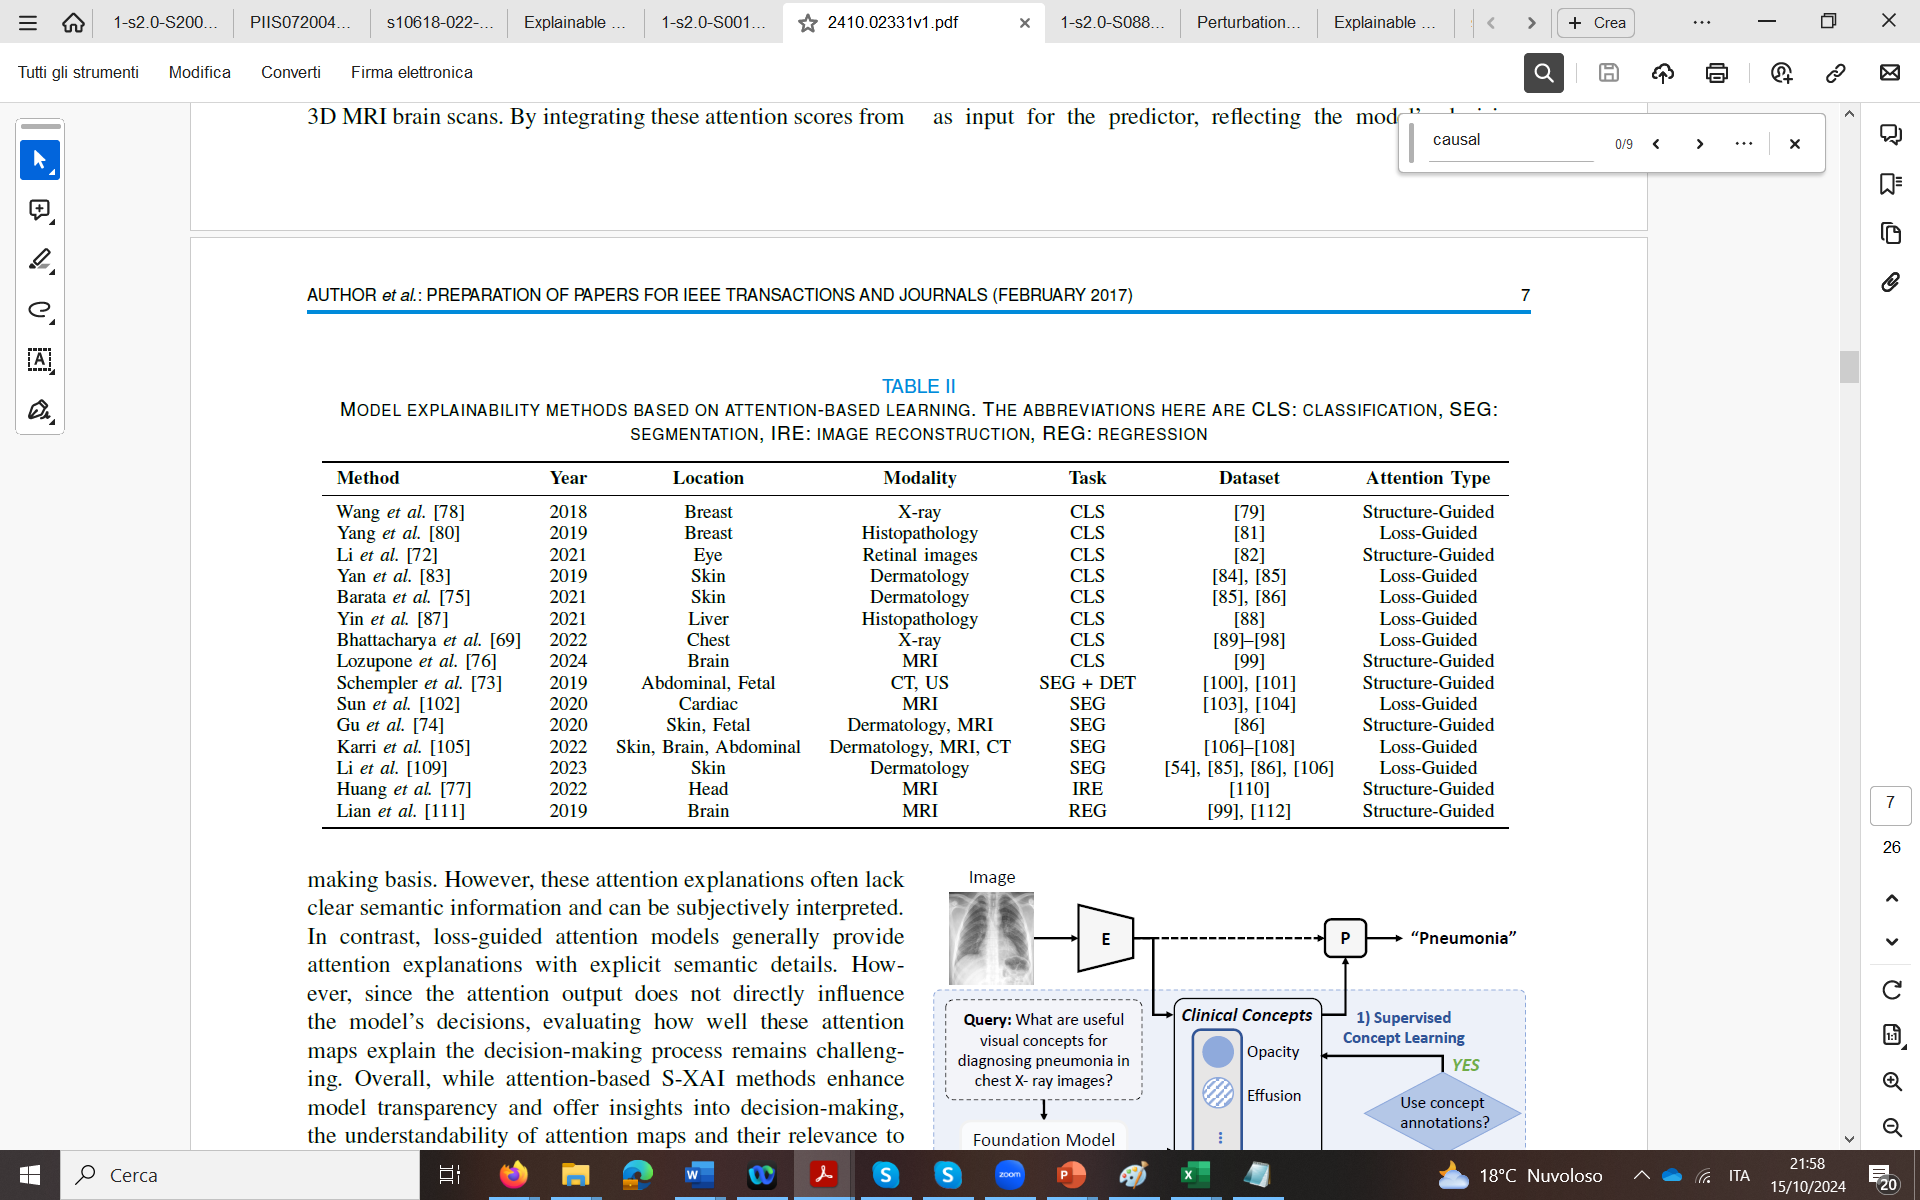 1-s2.0-S200...
PIIS072004...
s10618-022-...
Explainable ...
1-s2.0-S001...
2410.02331v1.pdf
1-s2.0-S088...
Perturbation...
Explainable ...
Crea
Tutti gli strumenti
Modifica
Converti
Firma elettronica
causal
0/9
3D MRI brain scans. By integrating these attention scores from
as input for the predictor, reflecting the
AUTHOR et al.: PREPARATION OF PAPERS FOR IEEE TRANSACTIONS AND JOURNALS (FEBRUARY 2017) 7
TABLE II
MODEL EXPLAINABILITY METHODS BASED ON ATTENTION-BASED LEARNING. THE ABBREVIATIONS HERE ARE CLS: CLASSIFICATION, SEG:
SEGMENTATION, IRE: IMAGE RECONSTRUCTION, REG: REGRESSION
Method Year Location Modality Task Dataset Attention Type
Wang et al. [78] 2018 Breast X-ray CLS [79] Structure-Guided
Yang et al. [80] 2019 Breast Histopathology CLS [81] Loss-Guided
Li et al. [72] 2021 Eye Retinal images CLS [82] Structure-Guided
Yan et al. [83] 2019 Skin Dermatology CLS [84], [85] Loss-Guided
Barata et al. [75] 2021 Skin Dermatology CLS [85], [86] Loss-Guided
Yin et al. [87] 2021 Liver Histopathology CLS [88] Loss-Guided
Bhattacharya et al. [69] 2022 Chest X-ray CLS [89]–[98] Loss-Guided
Lozupone et al. [76] 2024 Brain MRI CLS [99] Structure-Guided
Schempler et al. [73] 2019 Abdominal, Fetal CT, US SEG + DET [100], [101] Structure-Guided
Sun et al. [102] 2020 Cardiac MRI SEG [103], [104] Loss-Guided
Gu et al. [74] 2020 Skin, Fetal Dermatology, MRI SEG [86] Structure-Guided
Karri et al. [105] 2022 Skin, Brain, Abdominal Dermatology, MRI, CT SEG [106]–[108] Loss-Guided
Li et al. [109] 2023 Skin Dermatology SEG [54], [85], [86], [106] Loss-Guided
Huang et al. [77] 2022 Head MRI IRE [110] Structure-Guided
Lian et al. [111] 2019 Brain MRI REG [99], [112] Structure-Guided
making basis. However, these attention explanations often lack
clear semantic information and can be subjectively interpreted.
In contrast, loss-guided attention models generally provide
attention explanations with explicit semantic details. How-
ever, since the attention output does not directly influence
the model's decisions, evaluating how well these attention
maps explain the decision-making process remains challeng-
ing. Overall, while attention-based S-XAI methods enhance
model transparency and offer insights into decision-making,
the understandability of attention maps and their relevance to
Image
E
P
“Pneumonia”
Query: What are useful
visual concepts for
diagnosing pneumonia in
chest X- ray images?
Foundation Model
Clinical Concepts
Opacity
Effusion
1) Supervised
Concept Learning
YES
Use concept
annotations?
7
26
1:1
Cerca
zoom
18°C Nuvoloso
ITA
21:58
15/10/2024
20